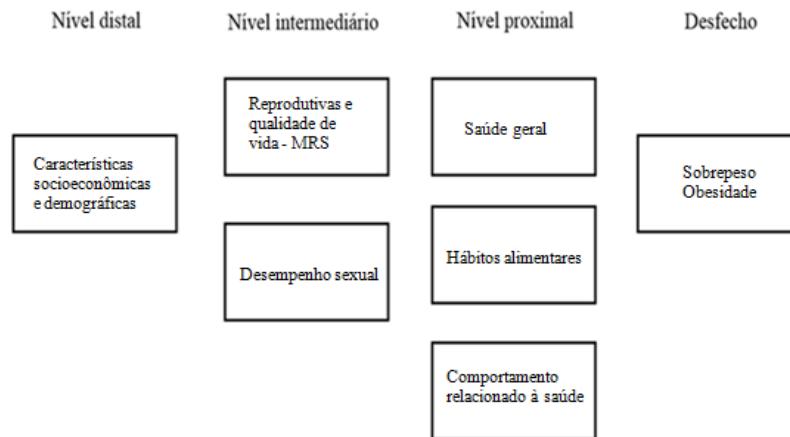 Nível distal
Nível intermediário
Nível proximal
Desfecho
Características
socioeconômicas
e demográficas
Reprodutivas e
qualidade de
vida - MRS
Desempenho sexual
Saúde geral
Hábitos alimentares
Comportamento
relacionado à saúde
Sobrepeso
Obesidade